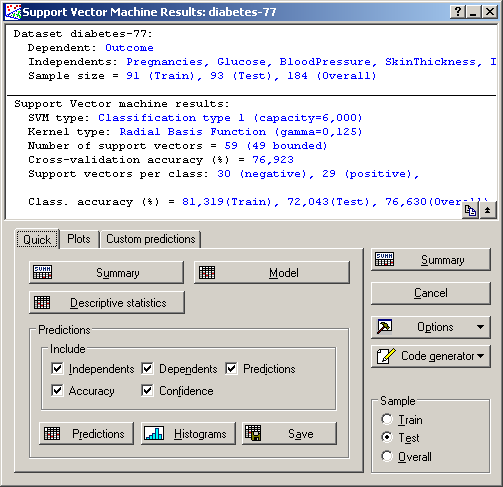 Support Vector Machine Results: diabetes-77
Dataset diabetes-77:
Dependent: Outcome
Independents: Pregnancies, Glucose, BloodPressure, SkinThickness, I
Sample size = 91 (Train), 93 (Test), 184 (Overall)
Support Vector machine results:
SVM type: Classification type 1 (capacity=6,000)
Kernel type: Radial Basis Function (gamma=0,125)
Number of support vectors = 59 (49 bounded)
Cross-validation accuracy (%) = 76,923
Support vectors per class: 30 (negative), 29 (positive),
Class. accuracy (%) = 81,319(Train), 72,043(Test), 76,630(Overall)
Quick Plots Custom predictions
Summary Model
Descriptive statistics
Predictions
Include
Independents Dependents Predictions
Accuracy Confidence
Predictions Histograms Save
Summary
Cancel
Options
Code generator
Sample
Train
Test
Overall